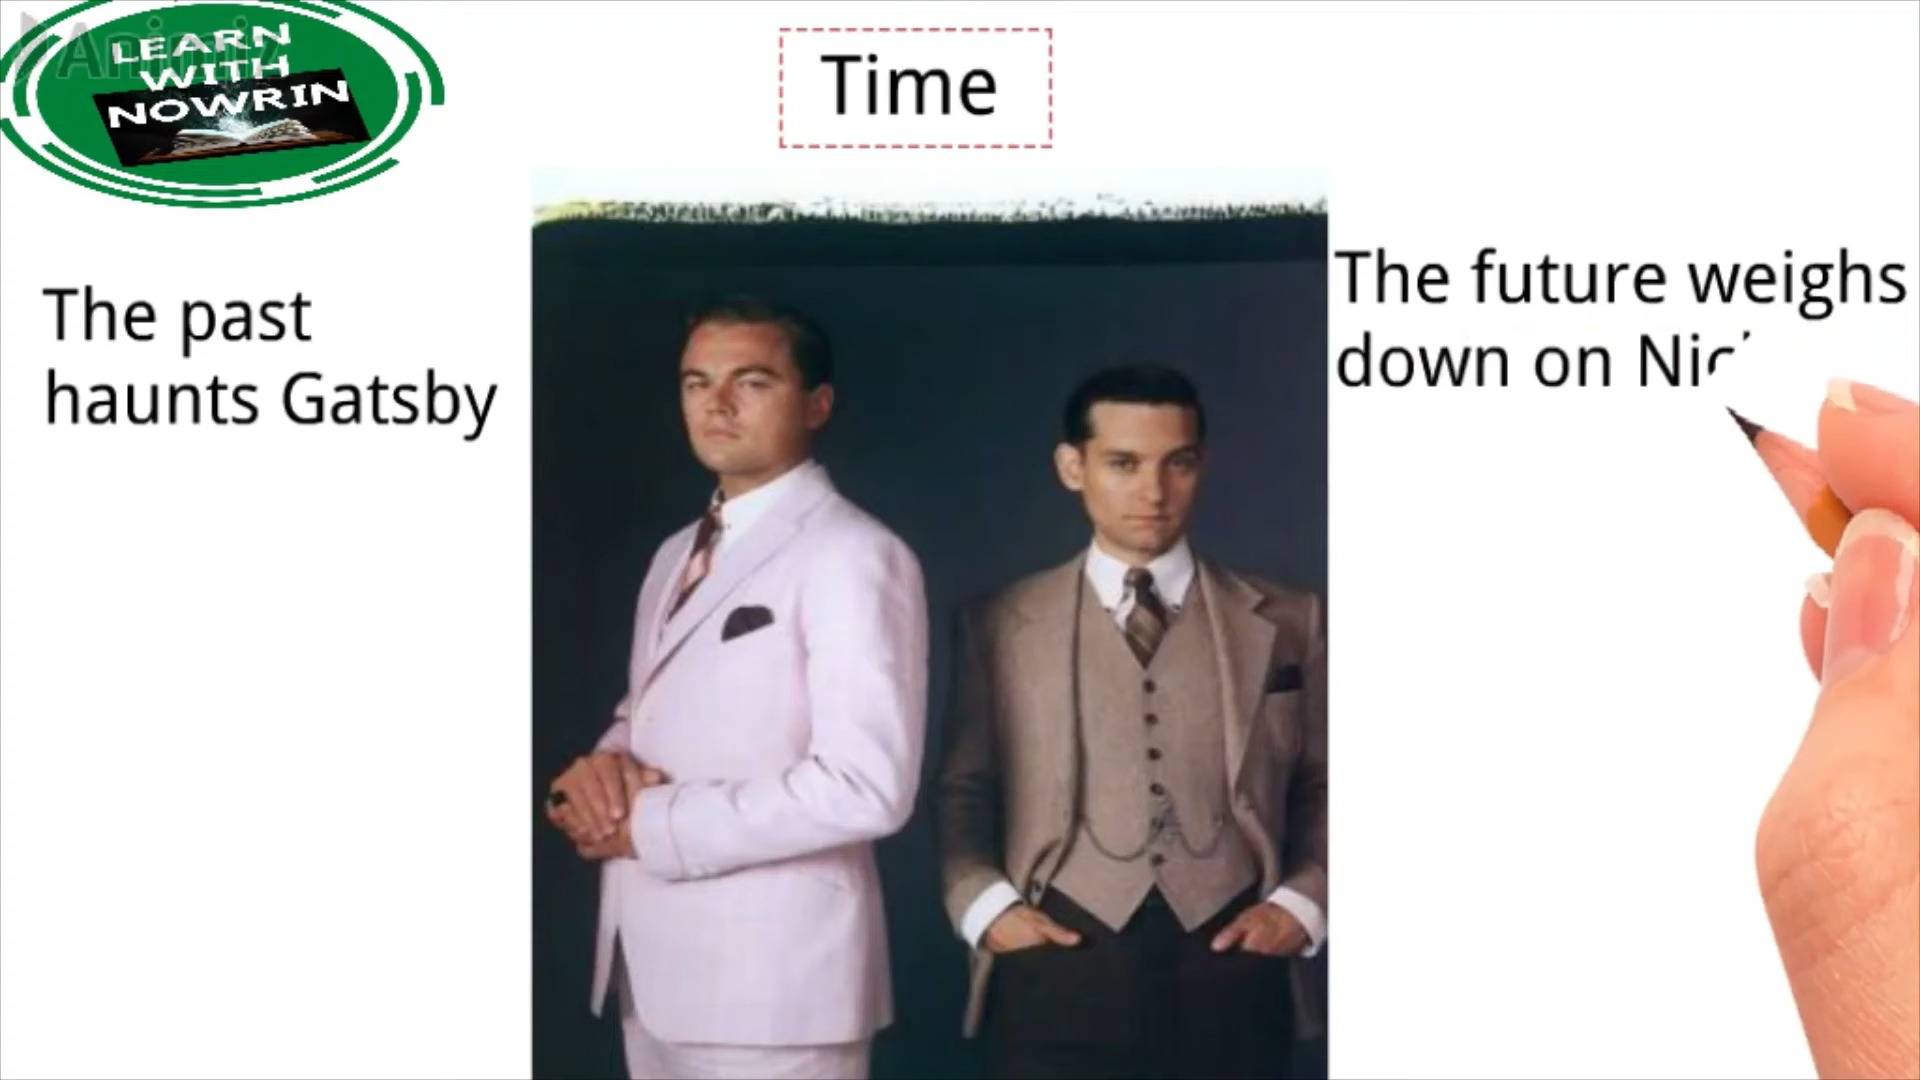 LEARN
WITH
NOWRIN
Time
The past
haunts Gatsby
The future weighs
down on